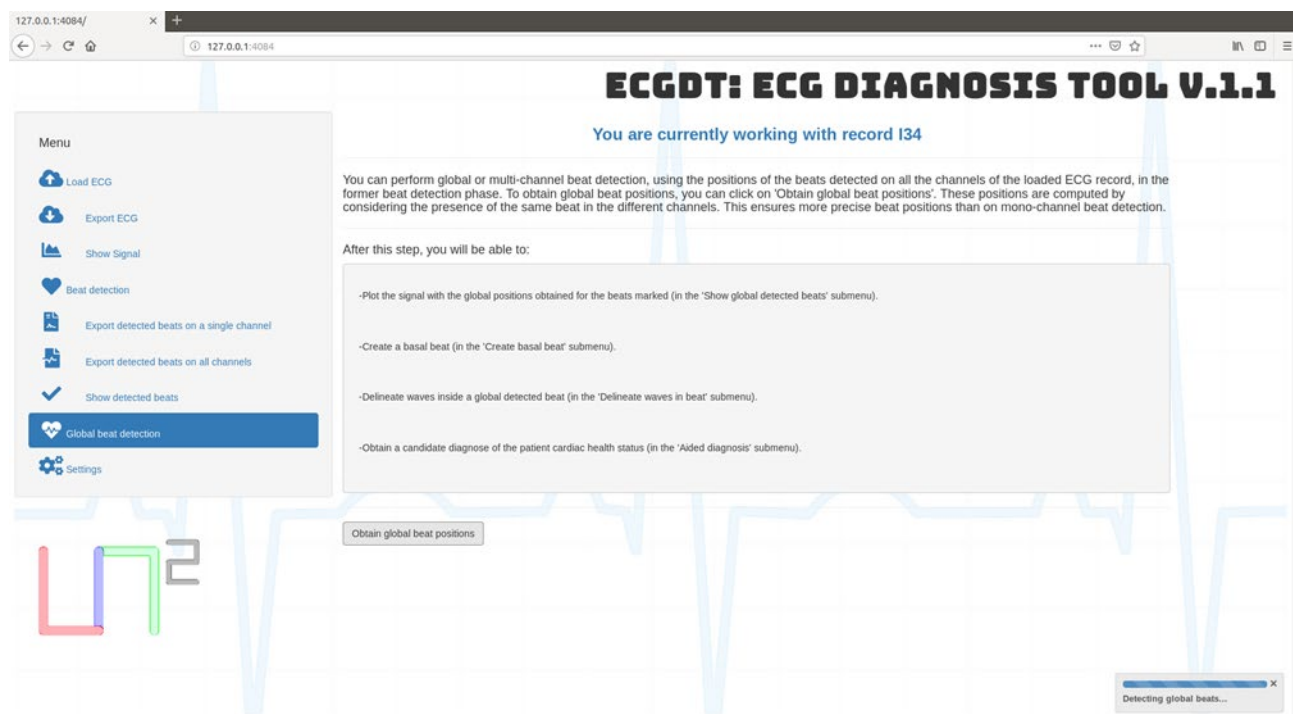 127.0.0.1:4084/
127.0.0.1:4084
ECGDT: ECG DIAGNOSIS TOOL V.1.1
Menu
Load ECG
Export ECG
Show Signal
Beat detection
Export detected beats on a single channel
Export detected beats on all channels
Show detected beats
Global beat detection
Settings
You are currently working with record I34
You can perform global or multi-channel beat detection, using the positions of the beats detected on all the channels of the loaded ECG record, in the
former beat detection phase. To obtain global beat positions, you can click on 'Obtain global beat positions'. These positions are computed by
considering the presence of the same beat in the different channels. This ensures more precise beat positions than on mono-channel beat detection.
After this step, you will be able to:
-Plot the signal with the global positions obtained for the beats marked (in the 'Show global detected beats' submenu).
-Create a basal beat (in the 'Create basal beat' submenu).
-Delineate waves inside a global detected beat (in the 'Delineate waves in beat' submenu).
-Obtain a candidate diagnose of the patient cardiac health status (in the 'Aided diagnosis' submenu).
Obtain global beat positions
Detecting global beats...